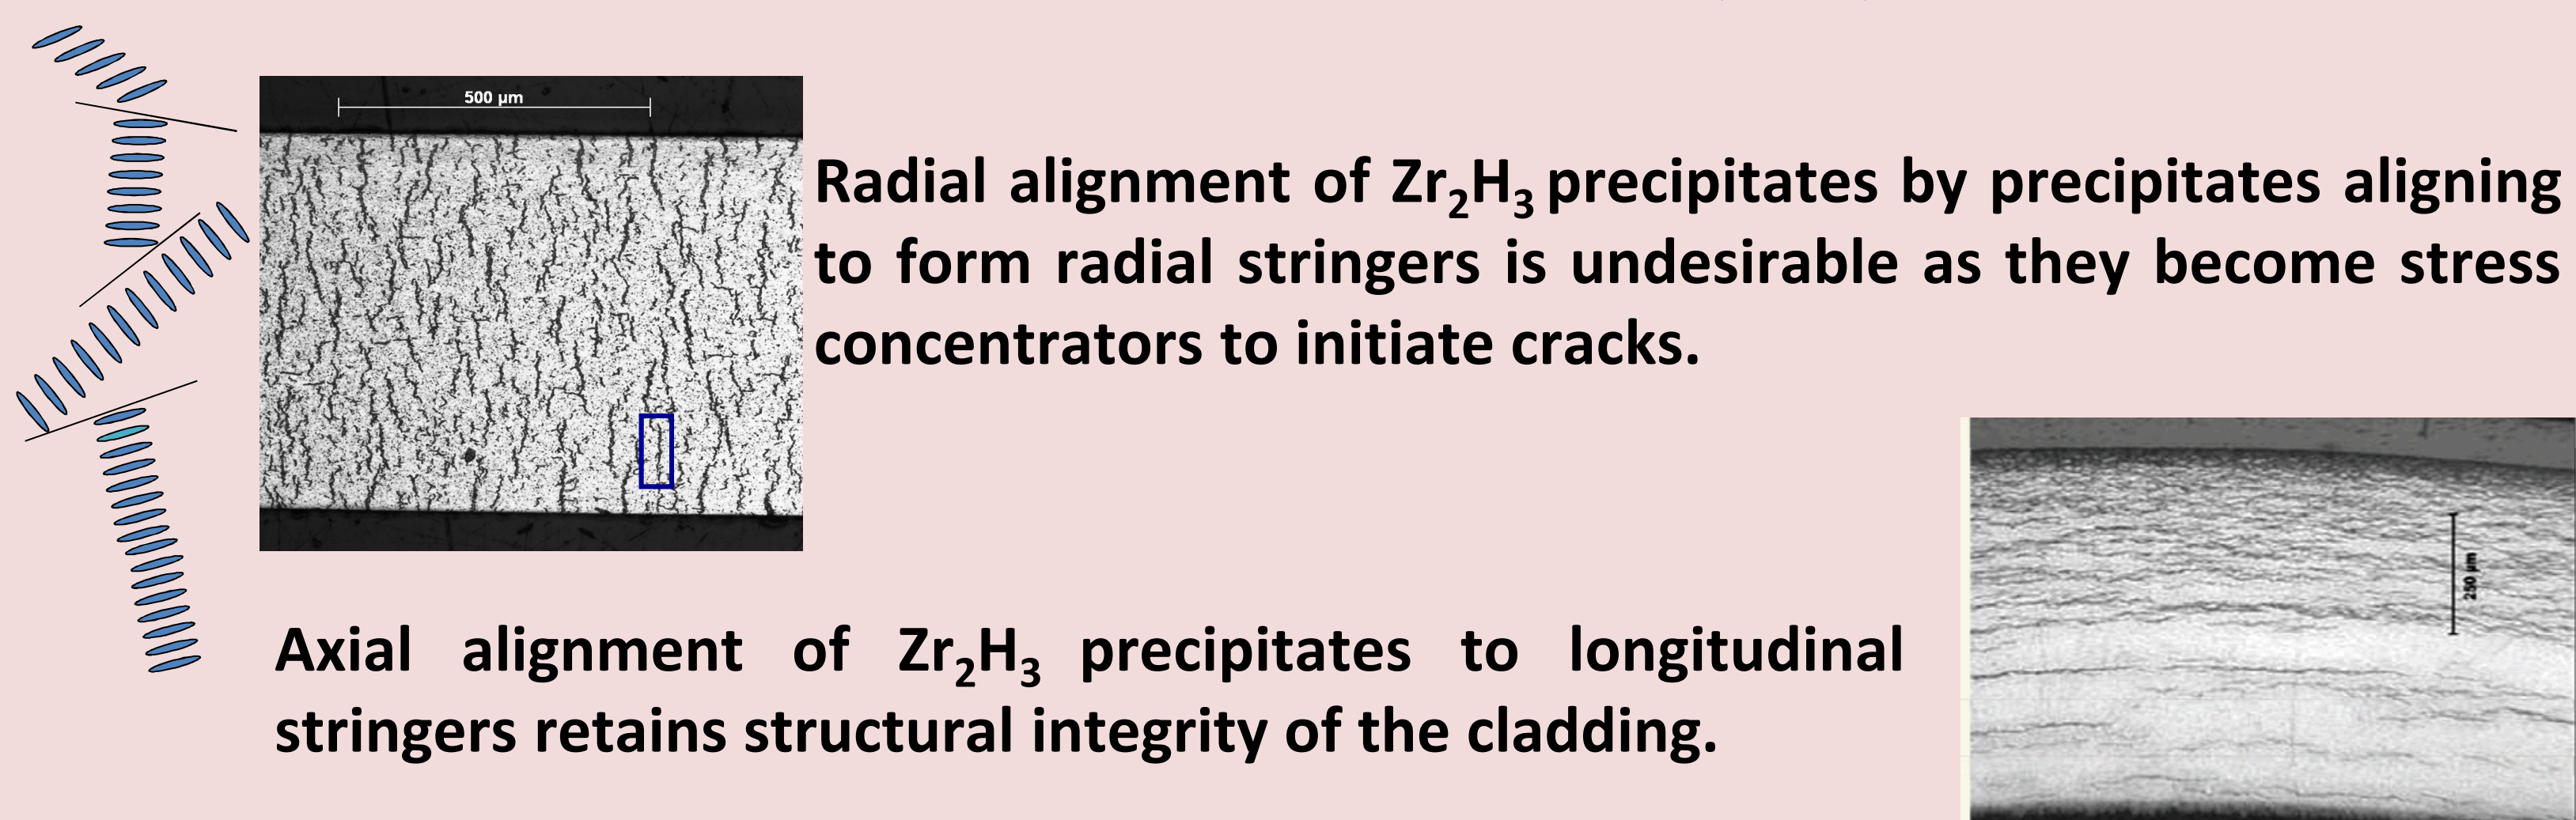 500 µm
Radial alignment of Zr₂H₃ precipitates by precipitates aligning
to form radial stringers is undesirable as they become stress
concentrators to initiate cracks.
250 µm
Axial alignment of Zr₂H₃ precipitates to longitudinal
stringers retains structural integrity of the cladding.